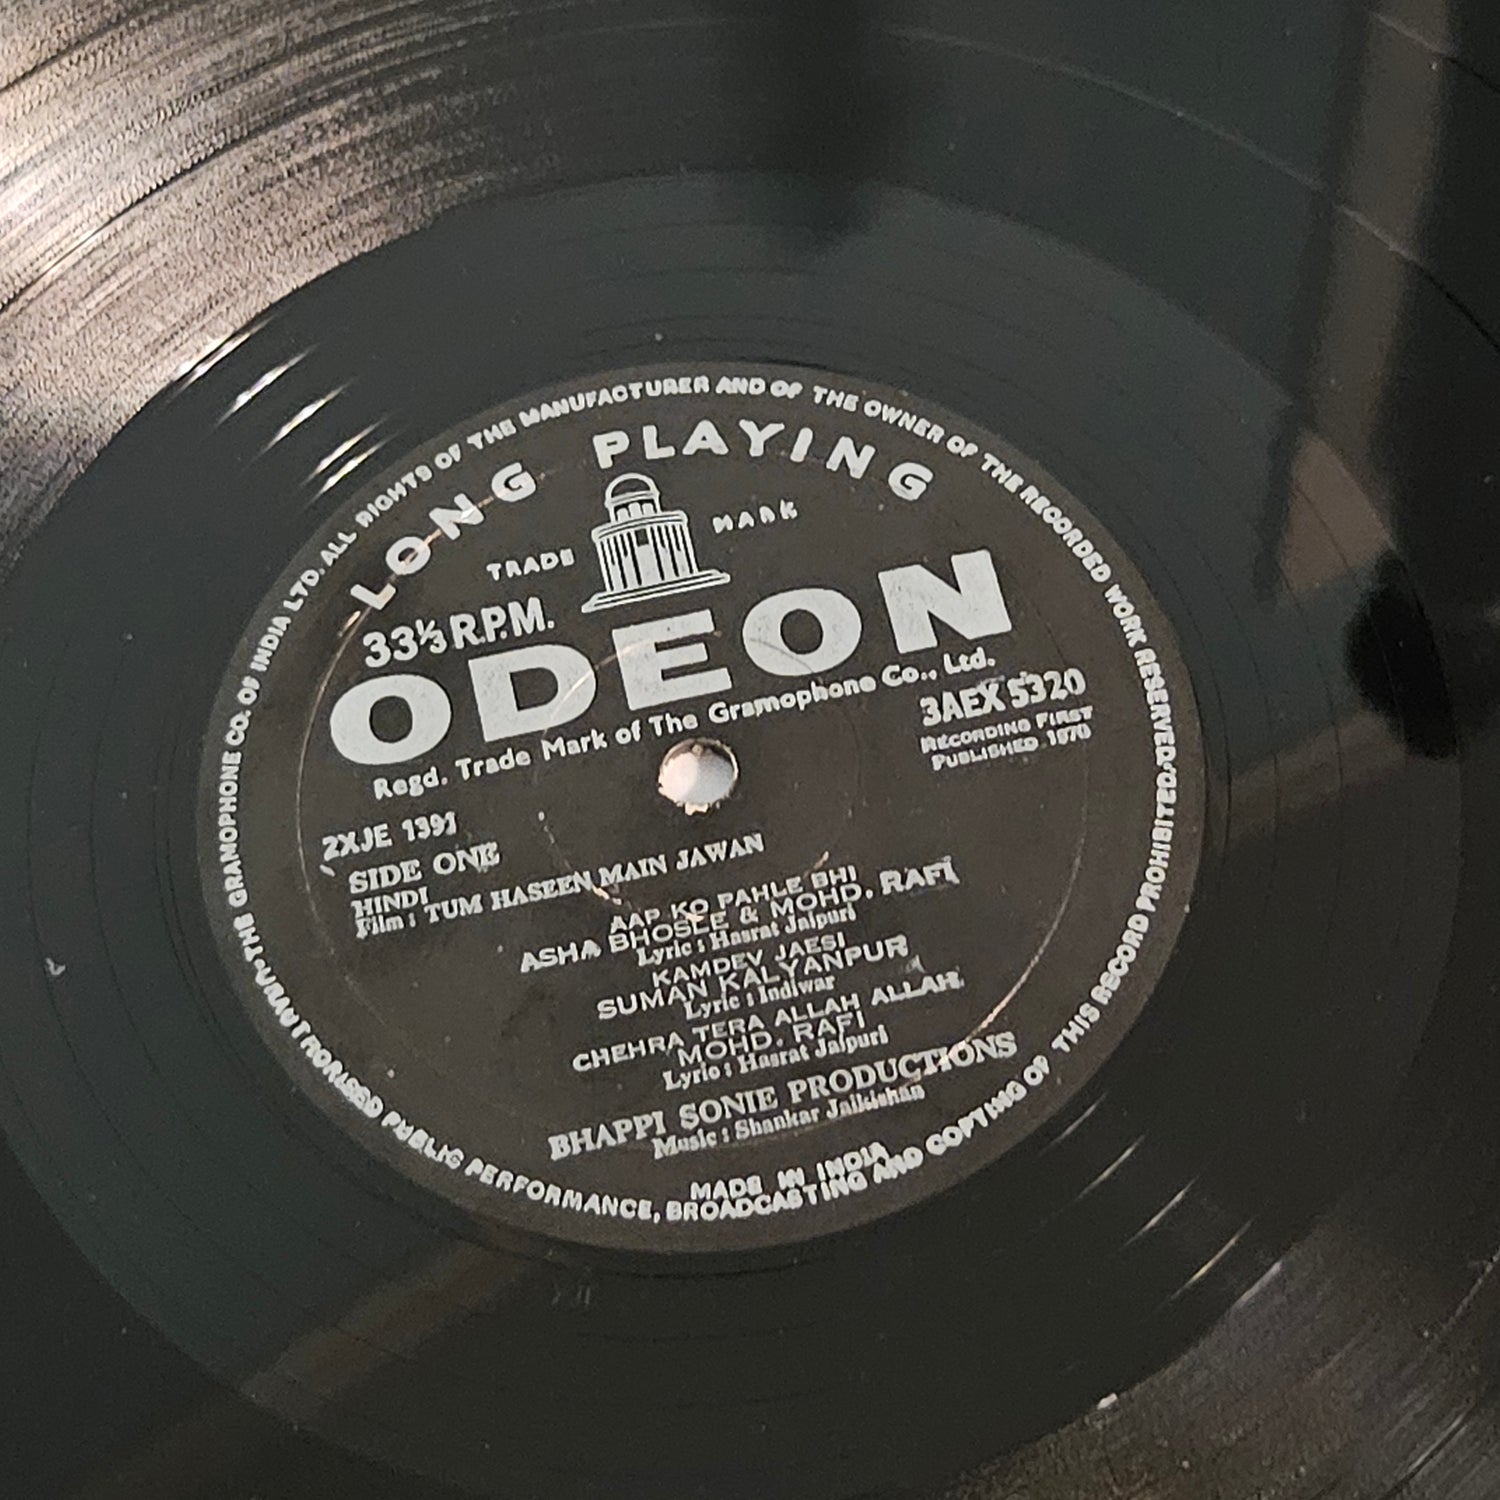 THE GRAMOPHONE CO. OF INDIA LTD. ALL RIGHTS OF THE MANUFACTURER AND OF THE OWNER OF THE RECORDED WORK RESERVED. UNAUTHORISED PUBLIC PERFORMANCE, BROADCASTING AND COPYING OF THIS RECORD PROHIBITED.
LONG PLAYING
TRADE MARK
33⅓ R.P.M.
ODEON
Regd. Trade Mark of The Gramophone Co., Ltd.
3AEX 5320
RECORDING FIRST
PUBLISHED 1970
2XJE 1391
SIDE ONE
HINDI
Film : TUM HASEEN MAIN JAWAN
AAP KO PAHLE BHI
ASHA BHOSLE & MOHD. RAFI
Lyric : Hasrat Jaipuri
KAMDEV JAESI
SUMAN KALYANPUR
Lyric : Indiwar
CHEHRA TERA ALLAH ALLAH
MOHD. RAFI
Lyric : Hasrat Jaipuri
BHAPPI SONIE PRODUCTIONS
Music : Shankar Jaikishan
MADE IN INDIA